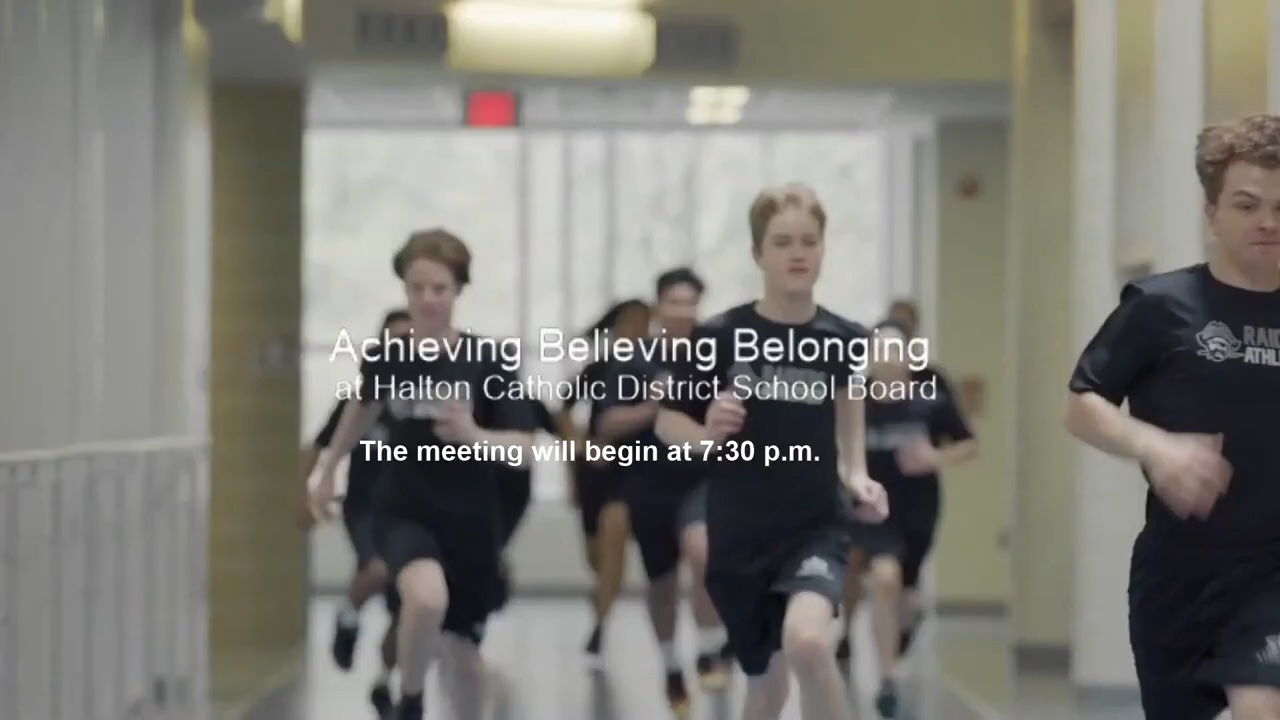 Achieving Believing Belonging
at Halton Catholic District School Board
The meeting will begin at 7:30 p.m.